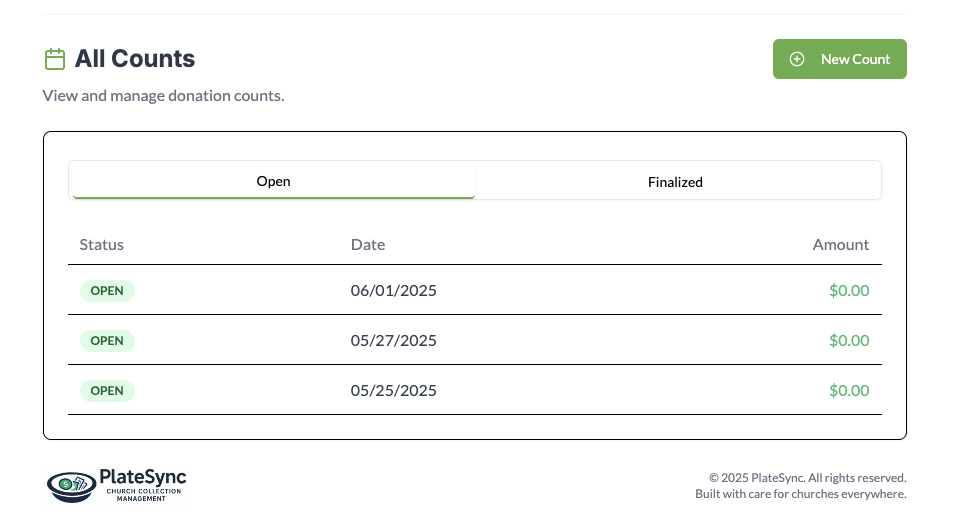 All Counts
New Count
View and manage donation counts.
Open Finalized
Status Date Amount
OPEN 06/01/2025 $0.00
OPEN 05/27/2025 $0.00
OPEN 05/25/2025 $0.00
$
PlateSync
CHURCH COLLECTION
MANAGEMENT
© 2025 PlateSync. All rights reserved.
Built with care for churches everywhere.